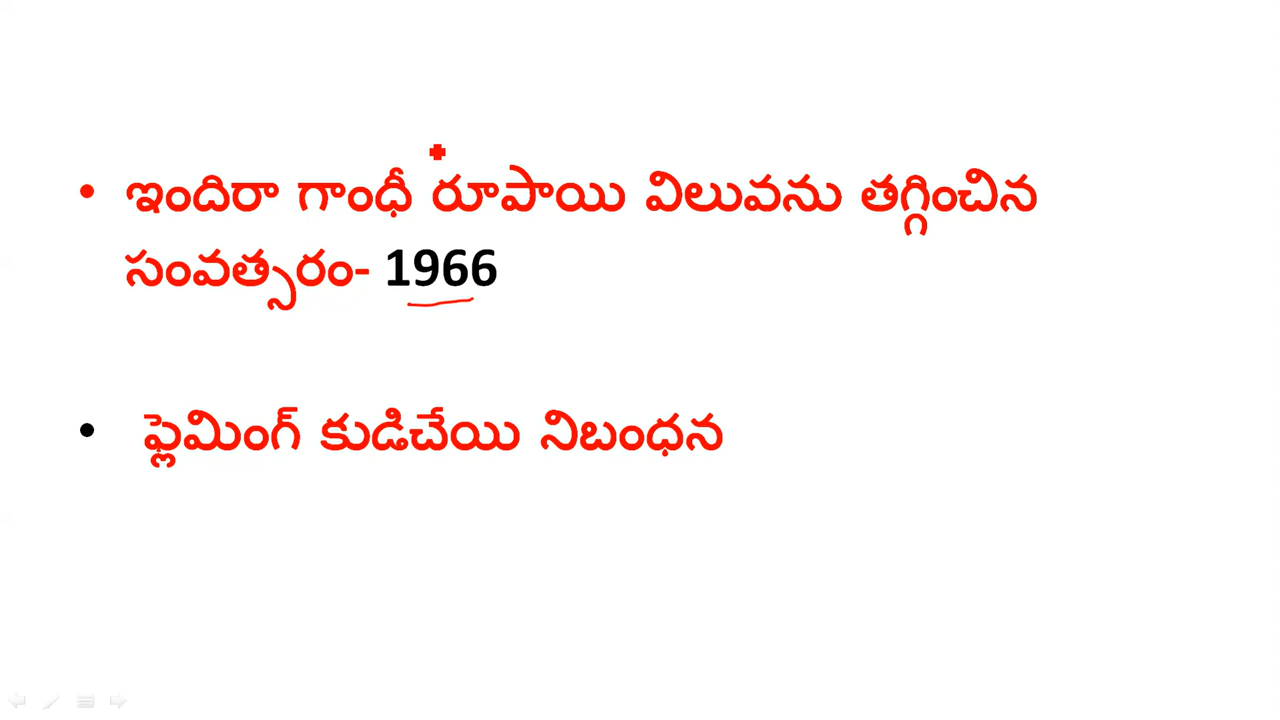 • ఇందిరా గాంధీ రూపాయి విలువను తగ్గించిన
సంవత్సరం- 1966
• ఫ్లెమింగ్ కుడిచేయి నిబంధన